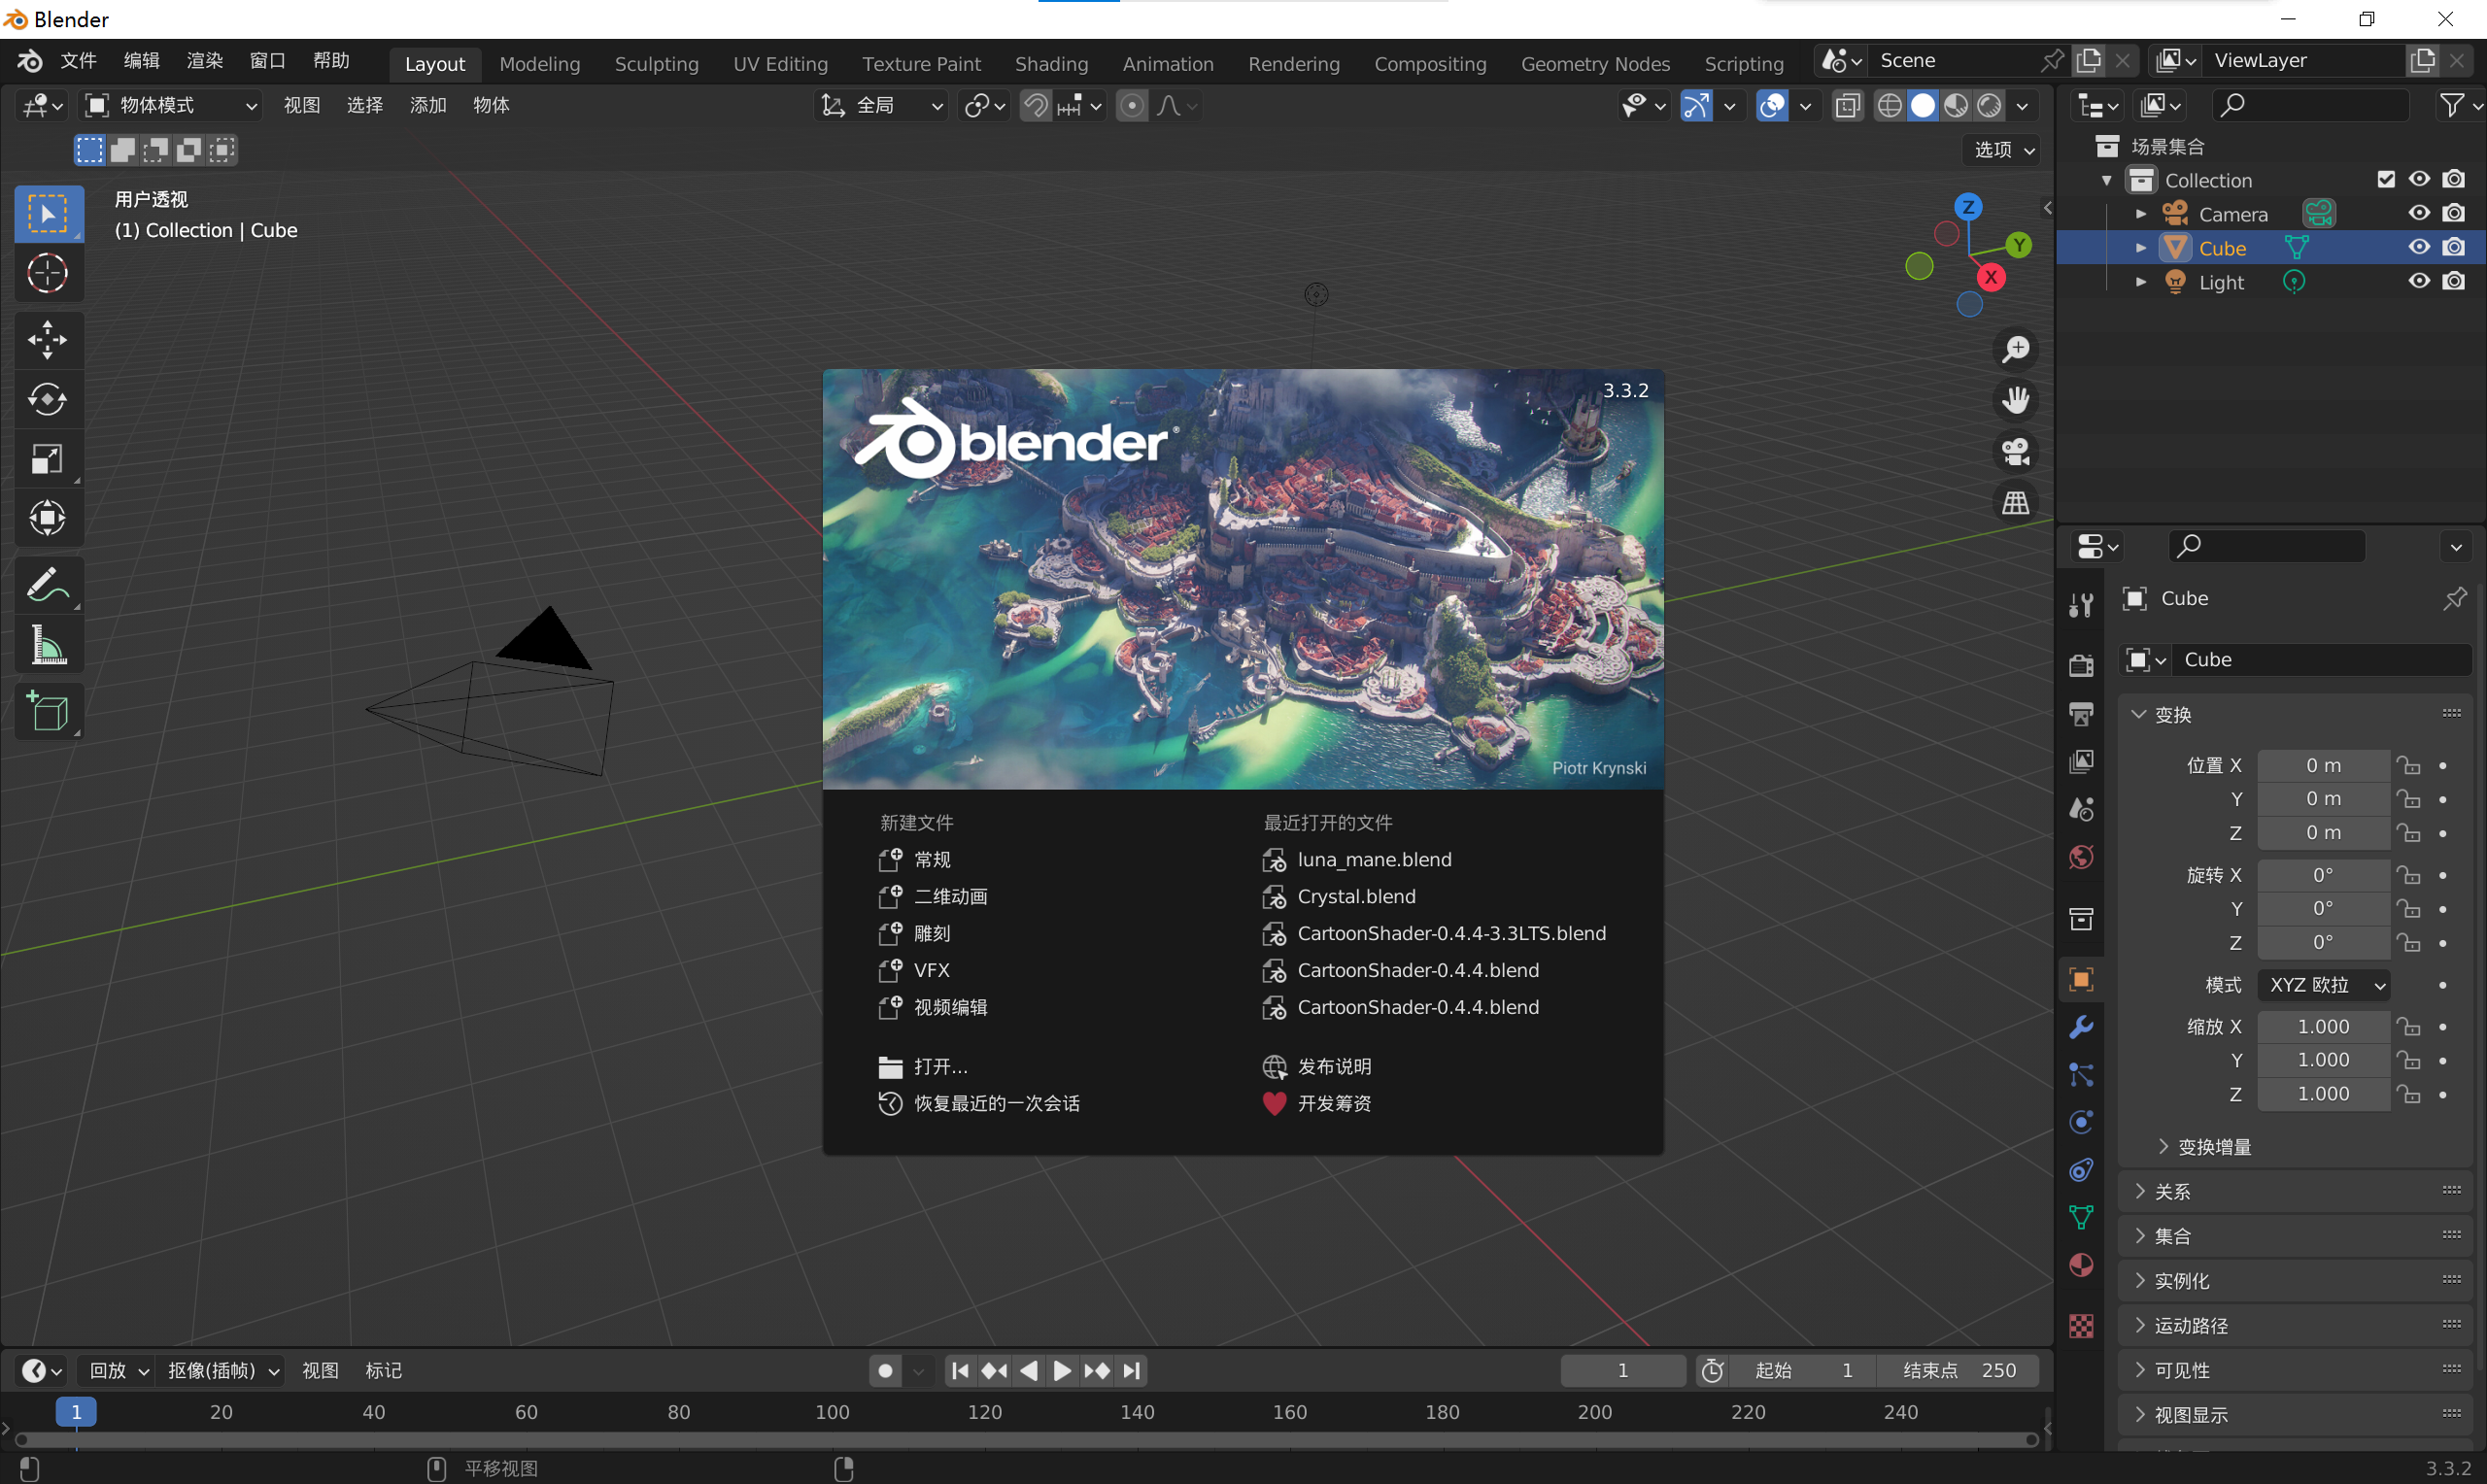 Blender
文件 编辑 渲染 窗口 帮助 Layout Modeling Sculpting UV Editing Texture Paint Shading Animation Rendering Compositing Geometry Nodes Scripting Scene ViewLayer
物体模式 视图 选择 添加 物体 全局
选项
用户透视
(1) Collection | Cube
Z
Y
X
场景集合
Collection
Camera
Cube
Light
3.3.2
blender
Piotr Krynski
新建文件
常规
二维动画
雕刻
VFX
视频编辑
打开...
恢复最近的一次会话
最近打开的文件
luna_mane.blend
Crystal.blend
CartoonShader-0.4.4-3.3LTS.blend
CartoonShader-0.4.4.blend
CartoonShader-0.4.4.blend
发布说明
开发筹资
Cube
Cube
变换
位置 X 0 m
Y 0 m
Z 0 m
旋转 X 0°
Y 0°
Z 0°
模式 XYZ 欧拉
缩放 X 1.000
Y 1.000
Z 1.000
变换增量
关系
集合
实例化
运动路径
可见性
视图显示
回放 抠像(插帧) 视图 标记 1 起始 1 结束点 250
1 20 40 60 80 100 120 140 160 180 200 220 240
平移视图 3.3.2